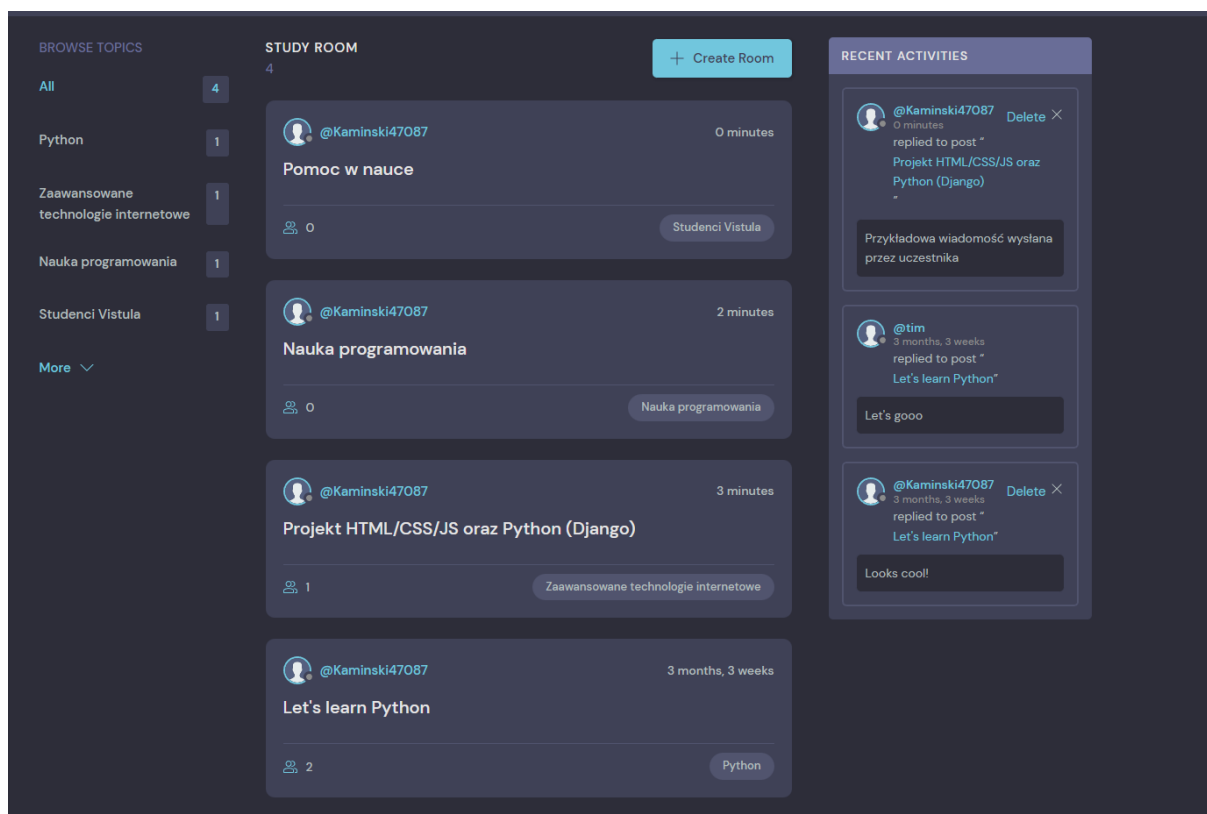 BROWSE TOPICS
All
4
Python
1
Zaawansowane
technologie internetowe
1
Nauka programowania
1
Studenci Vistula
1
More
STUDY ROOM
4
Create Room
@Kaminski47087
0 minutes
Pomoc w nauce
0
Studenci Vistula
@Kaminski47087
2 minutes
Nauka programowania
0
Nauka programowania
@Kaminski47087
3 minutes
Projekt HTML/CSS/JS oraz Python (Django)
1
Zaawansowane technologie internetowe
@Kaminski47087
3 months, 3 weeks
Let's learn Python
2
Python
RECENT ACTIVITIES
@Kaminski47087
Delete
0 minutes
replied to post “
Projekt HTML/CSS/JS oraz
Python (Django)
”
Przykładowa wiadomość wysłana
przez uczestnika
@tim
3 months, 3 weeks
replied to post “
Let's learn Python”
Let's gooo
@Kaminski47087
Delete
3 months, 3 weeks
replied to post “
Let's learn Python”
Looks cool!